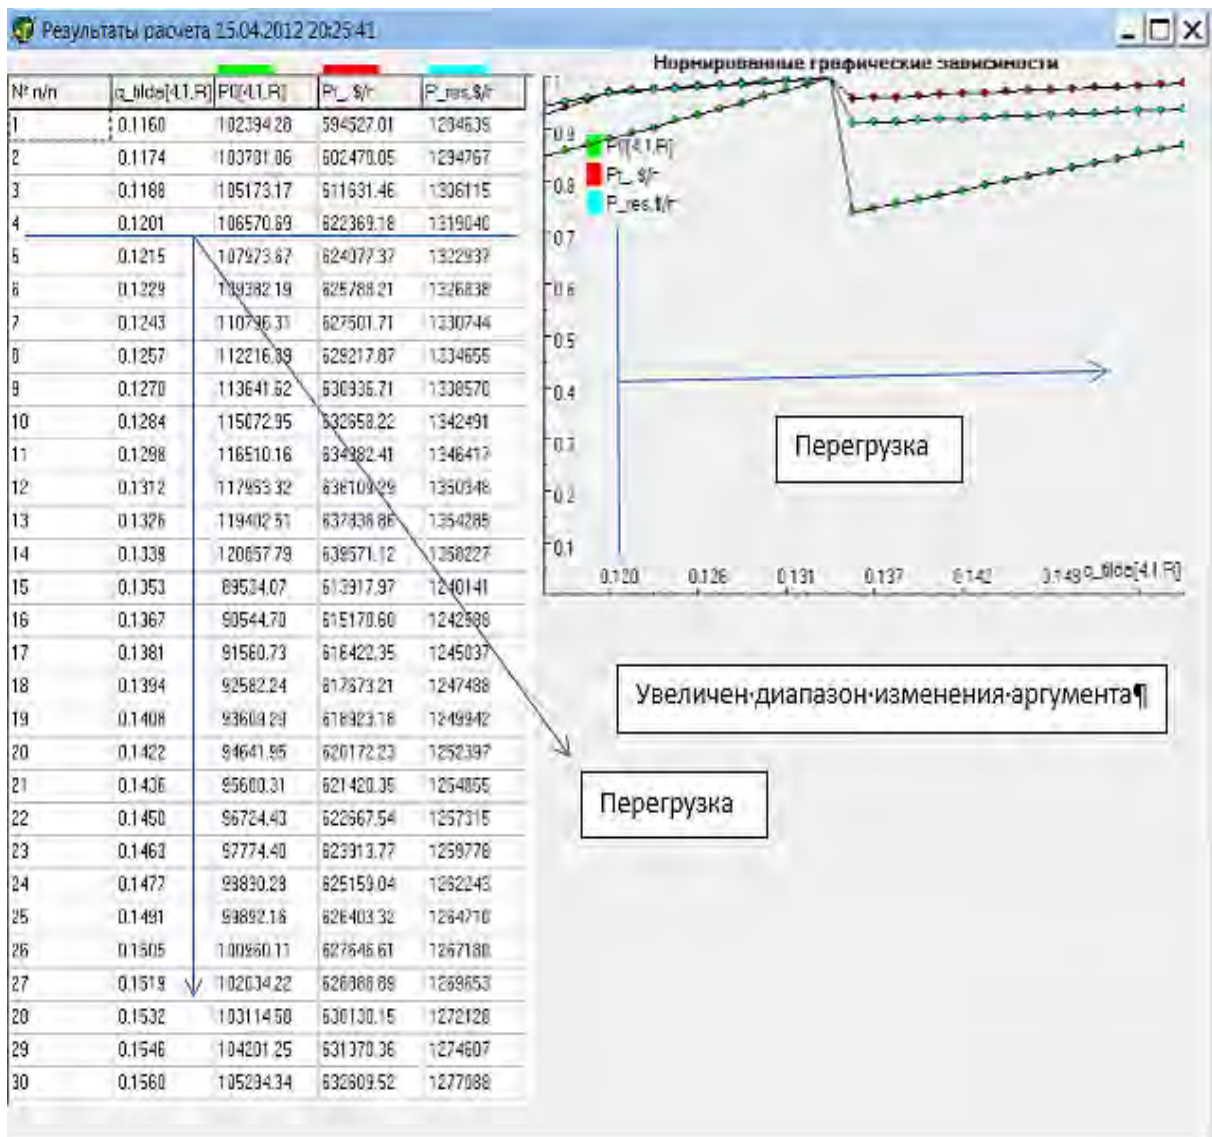 Результаты расчета 15.04.2012 20:25:41
№ n/n q_tilda[4,1,R] P0[4,1,R] Pr_, $/г P_res,$/г
1 0.1160 102394.28 594527.01 1284635
2 0.1174 103781.06 602470.05 1294767
3 0.1188 105173.17 611631.46 1306115
4 0.1201 106570.69 622369.18 1319040
5 0.1215 107973.67 624077.37 1322937
6 0.1229 109382.19 625788.21 1326838
7 0.1243 110796.31 627501.71 1330744
8 0.1257 112216.09 629217.87 1334655
9 0.1270 113641.62 630936.71 1338570
10 0.1284 115072.95 632658.22 1342491
11 0.1298 116510.16 634382.41 1346417
12 0.1312 117953.32 636109.29 1350348
13 0.1326 119402.51 637838.86 1354285
14 0.1339 120857.79 639571.12 1358227
15 0.1353 89534.07 613917.97 1240141
16 0.1367 90544.70 615170.60 1242588
17 0.1381 91560.73 616422.35 1245037
18 0.1394 92582.24 617673.21 1247488
19 0.1408 93609.29 618923.18 1249942
20 0.1422 94641.95 620172.23 1252397
21 0.1436 95680.31 621420.35 1254855
22 0.1450 96724.43 622667.54 1257315
23 0.1463 97774.40 623913.77 1259778
24 0.1477 98830.28 625159.04 1262243
25 0.1491 99892.16 626403.32 1264710
26 0.1505 100960.11 627646.61 1267180
27 0.1519 102034.22 628888.89 1269653
28 0.1532 103114.58 630130.15 1272128
29 0.1546 104201.25 631370.36 1274607
30 0.1560 105294.34 632609.52 1277088
Нормированные графические зависимости
1
0.9
P0[4,1,R]
0.8
Pr_, $/г
P_res,$/г
0.7
0.6
0.5
0.4
0.3
0.2
0.1
0.120 0.126 0.131 0.137 0.142 0.148 q_tilda[4,1,R]
Перегрузка
Увеличен·диапазон·изменения·аргумента¶
Перегрузка